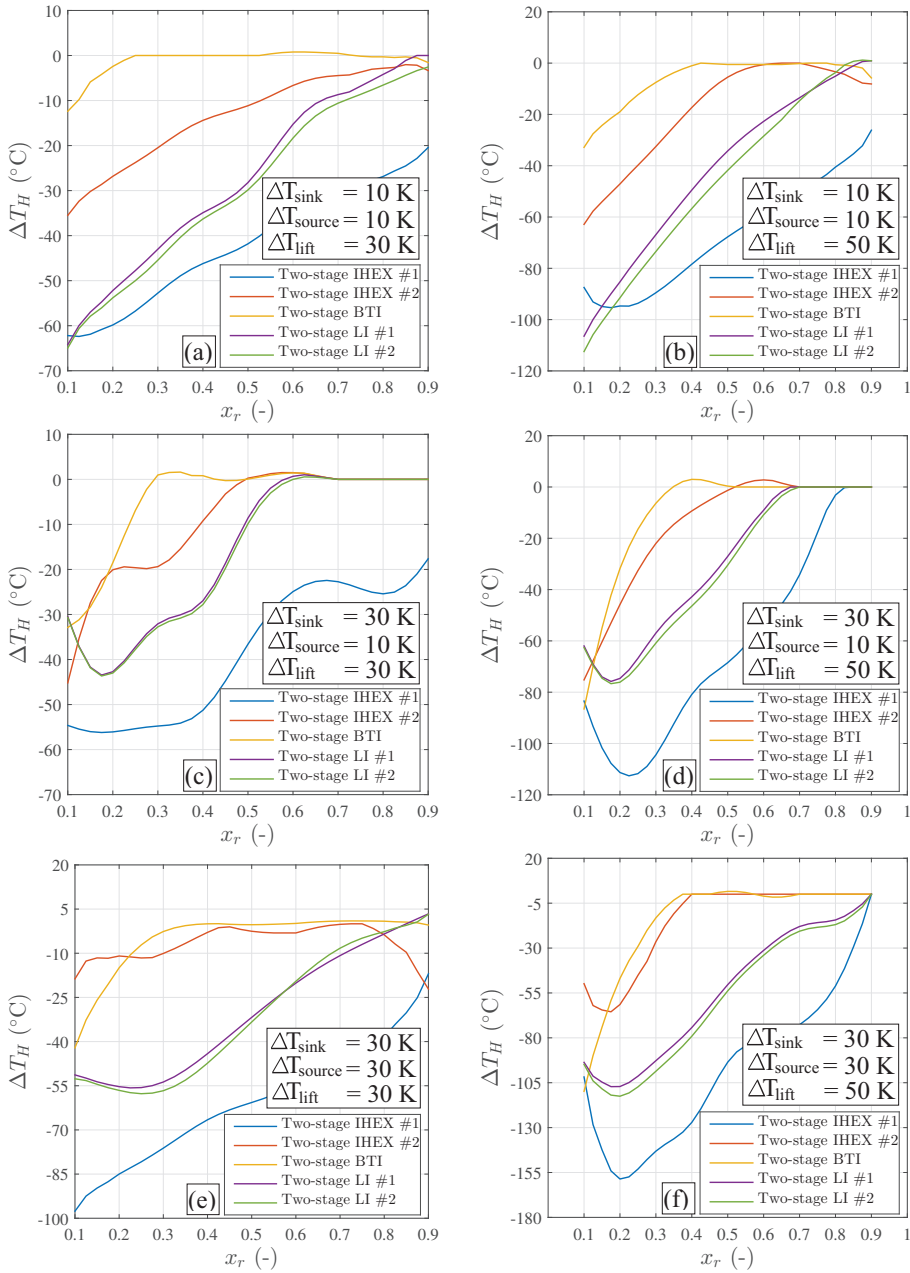 10
0
-10
-20
-30
-40
-50
-60
-70
ΔT_H (°C)
0.1 0.2 0.3 0.4 0.5 0.6 0.7 0.8 0.9
x_r (-)
ΔT_sink = 10 K
ΔT_source = 10 K
ΔT_lift = 30 K
Two-stage IHEX #1
Two-stage IHEX #2
Two-stage BTI
Two-stage LI #1
Two-stage LI #2
(a)
20
0
-20
-40
-60
-80
-100
-120
ΔT_H (°C)
0 0.1 0.2 0.3 0.4 0.5 0.6 0.7 0.8 0.9 1
x_r (-)
ΔT_sink = 10 K
ΔT_source = 10 K
ΔT_lift = 50 K
Two-stage IHEX #1
Two-stage IHEX #2
Two-stage BTI
Two-stage LI #1
Two-stage LI #2
(b)
10
0
-10
-20
-30
-40
-50
-60
-70
ΔT_H (°C)
0.1 0.2 0.3 0.4 0.5 0.6 0.7 0.8 0.9
x_r (-)
ΔT_sink = 30 K
ΔT_source = 10 K
ΔT_lift = 30 K
Two-stage IHEX #1
Two-stage IHEX #2
Two-stage BTI
Two-stage LI #1
Two-stage LI #2
(c)
20
0
-20
-40
-60
-80
-100
-120
ΔT_H (°C)
0 0.1 0.2 0.3 0.4 0.5 0.6 0.7 0.8 0.9 1
x_r (-)
ΔT_sink = 30 K
ΔT_source = 10 K
ΔT_lift = 50 K
Two-stage IHEX #1
Two-stage IHEX #2
Two-stage BTI
Two-stage LI #1
Two-stage LI #2
(d)
20
5
-10
-25
-40
-55
-70
-85
-100
ΔT_H (°C)
0.1 0.2 0.3 0.4 0.5 0.6 0.7 0.8 0.9
x_r (-)
ΔT_sink = 30 K
ΔT_source = 30 K
ΔT_lift = 30 K
Two-stage IHEX #1
Two-stage IHEX #2
Two-stage BTI
Two-stage LI #1
Two-stage LI #2
(e)
20
-5
-30
-55
-80
-105
-130
-155
-180
ΔT_H (°C)
0 0.1 0.2 0.3 0.4 0.5 0.6 0.7 0.8 0.9 1
x_r (-)
ΔT_sink = 30 K
ΔT_source = 30 K
ΔT_lift = 50 K
Two-stage IHEX #1
Two-stage IHEX #2
Two-stage BTI
Two-stage LI #1
Two-stage LI #2
(f)